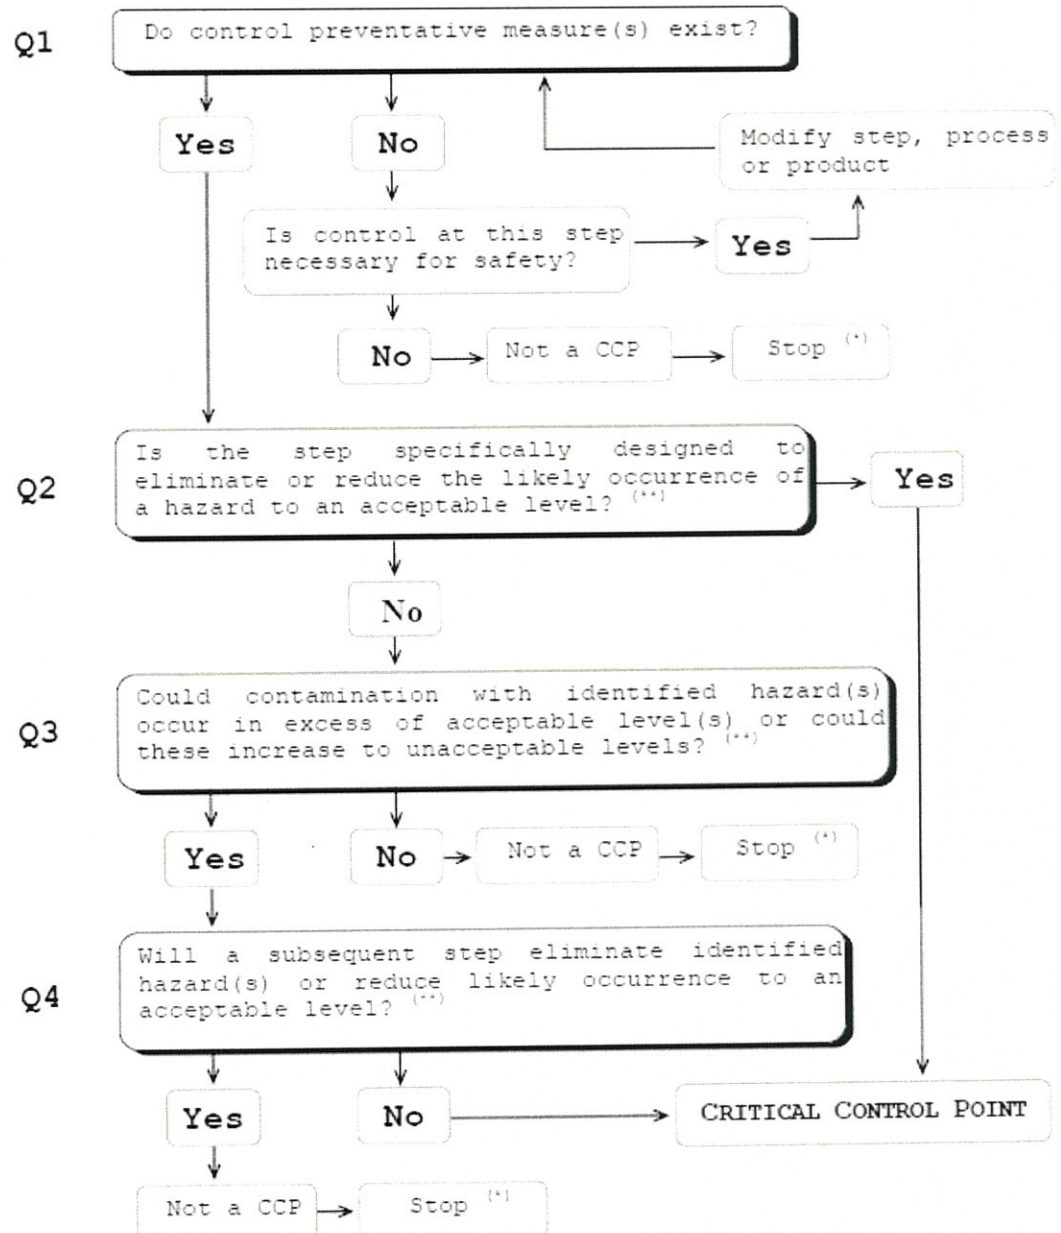 Q1
Do control preventative measure(s) exist?
Yes
No
Modify step, process
or product
Is control at this step
necessary for safety?
Yes
No
Not a CCP
Stop (*)
Q2
Is the step specifically designed to
eliminate or reduce the likely occurrence of
a hazard to an acceptable level? (**)
Yes
No
Q3
Could contamination with identified hazard(s)
occur in excess of acceptable level(s) or could
these increase to unacceptable levels? (**)
Yes
No
Not a CCP
Stop (*)
Q4
Will a subsequent step eliminate identified
hazard(s) or reduce likely occurrence to an
acceptable level? (**)
Yes
No
CRITICAL CONTROL POINT
Not a CCP
Stop (*)